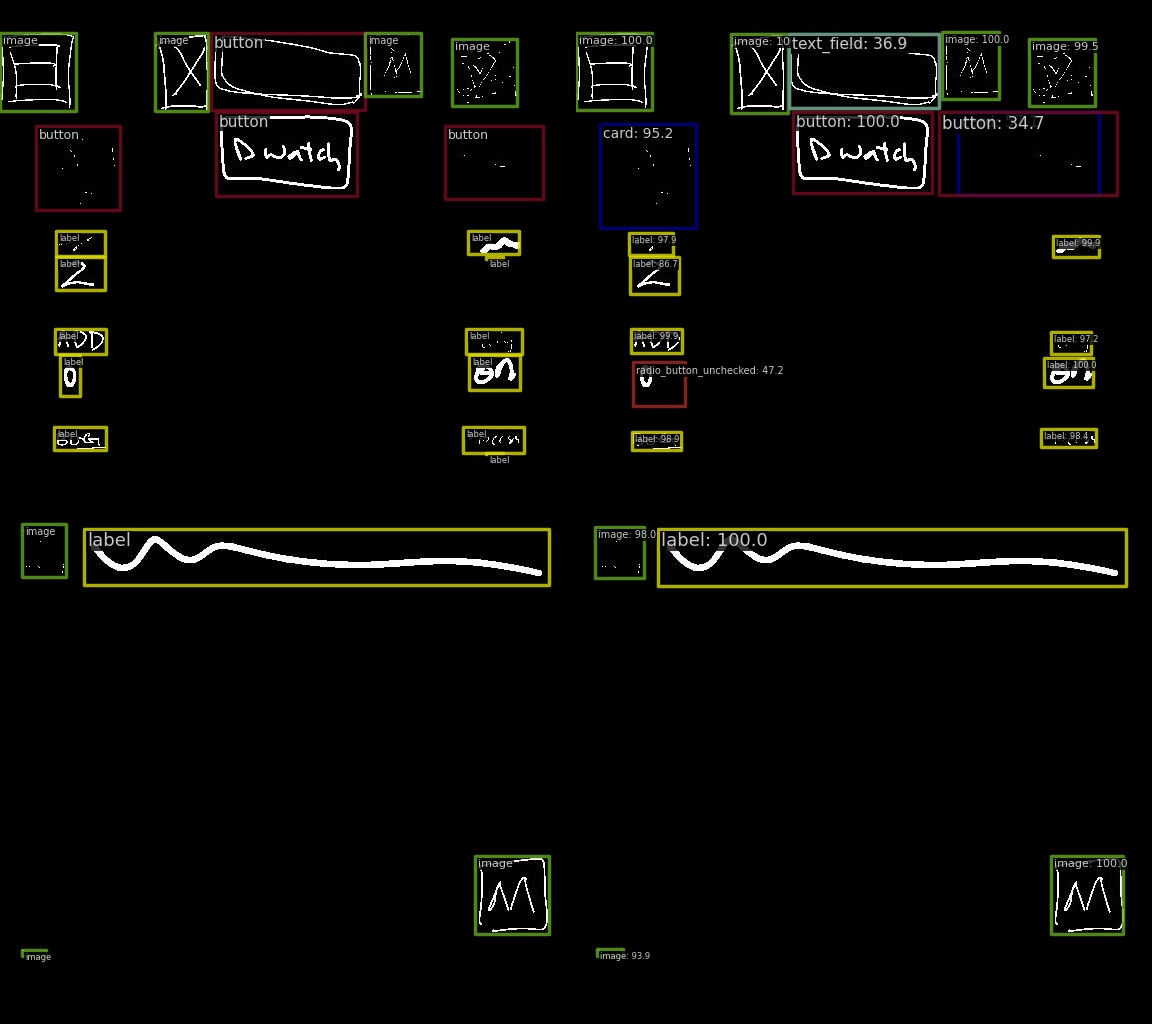 image image button image image image: 100.0 image: 10 text_field: 36.9 image: 100.0 image: 99.5
button button D watch button card: 95.2 button: 100.0 D watch button: 34.7
label label label: 97.9 label: 99.9
label label label: 86.7
label label label: 99.9 label: 97.2
label 0 label on radio_button_unchecked: 47.2 label: 100.0 on
label label label: 98.9 label: 98.4
label
image label image: 98.0 label: 100.0
image M image: 100.0 M
image image: 93.9